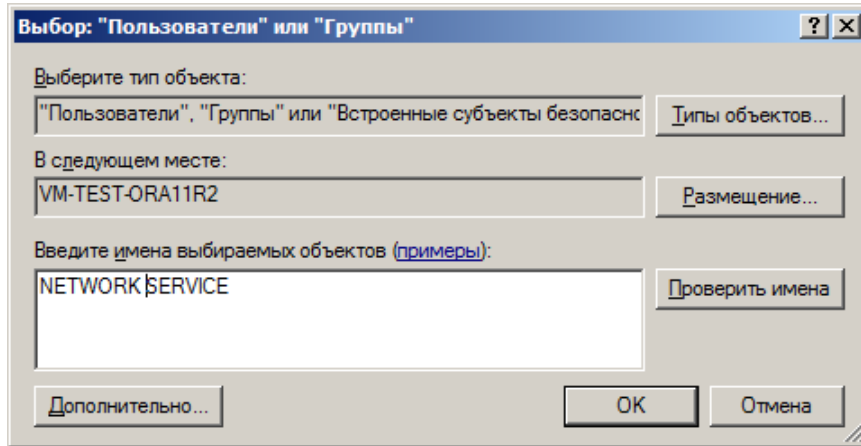 Выбор: "Пользователи" или "Группы"
Выберите тип объекта:
"Пользователи", "Группы" или "Встроенные субъекты безопасно
Типы объектов...
В следующем месте:
VM-TEST-ORA11R2
Размещение...
Введите имена выбираемых объектов (примеры):
NETWORK SERVICE
Проверить имена
Дополнительно...
OK
Отмена